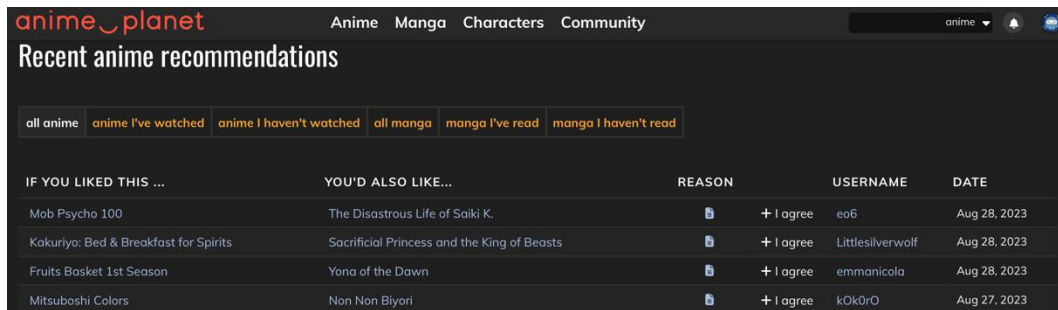 anime planet Anime Manga Characters Community anime
Recent anime recommendations
all anime anime I've watched anime I haven't watched all manga manga I've read manga I haven't read
IF YOU LIKED THIS ... YOU'D ALSO LIKE... REASON USERNAME DATE
Mob Psycho 100 The Disastrous Life of Saiki K. + I agree eo6 Aug 28, 2023
Kakuriyo: Bed & Breakfast for Spirits Sacrificial Princess and the King of Beasts + I agree Littlesilverwolf Aug 28, 2023
Fruits Basket 1st Season Yona of the Dawn + I agree emmanicola Aug 28, 2023
Mitsuboshi Colors Non Non Biyori + I agree kOk0rO Aug 27, 2023